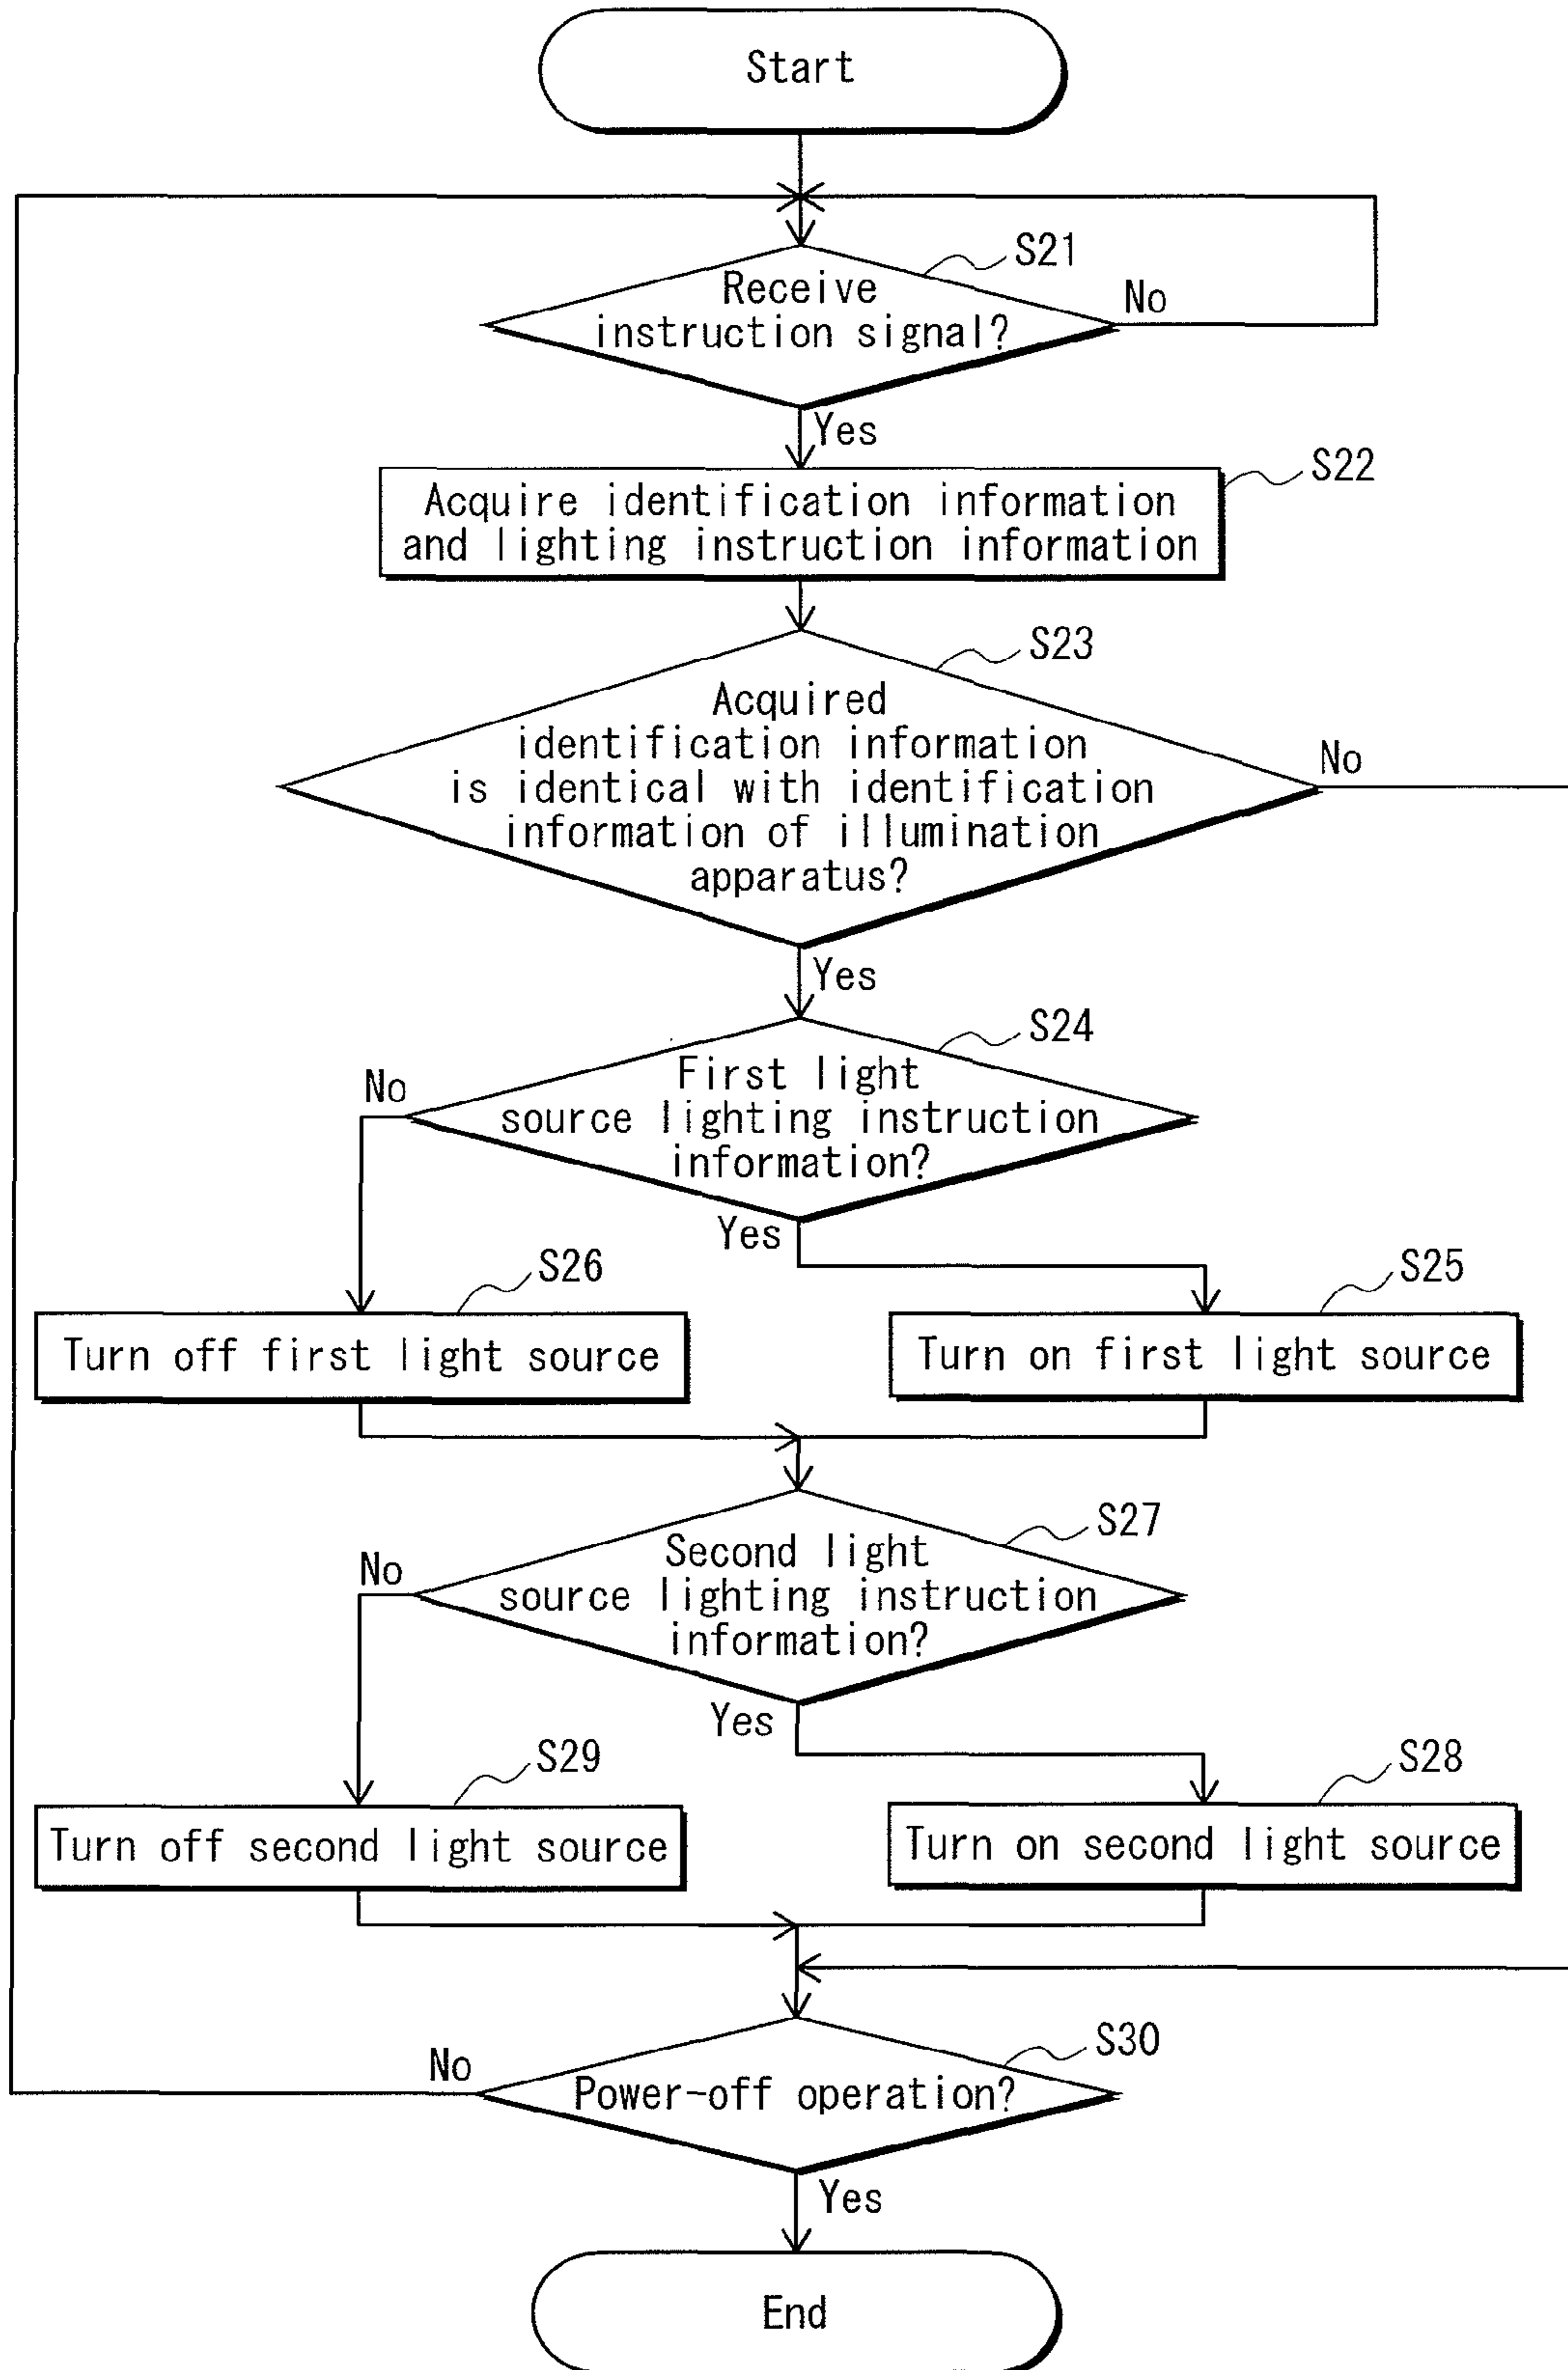 Start
S21
Receive
instruction signal?
No
Yes
S22
Acquire identification information
and lighting instruction information
S23
Acquired
identification information
is identical with identification
information of illumination
apparatus?
No
Yes
S24
First light
source lighting instruction
information?
No
Yes
S26
S25
Turn off first light source
Turn on first light source
S27
Second light
source lighting instruction
information?
No
Yes
S29
S28
Turn off second light source
Turn on second light source
S30
Power-off operation?
No
Yes
End